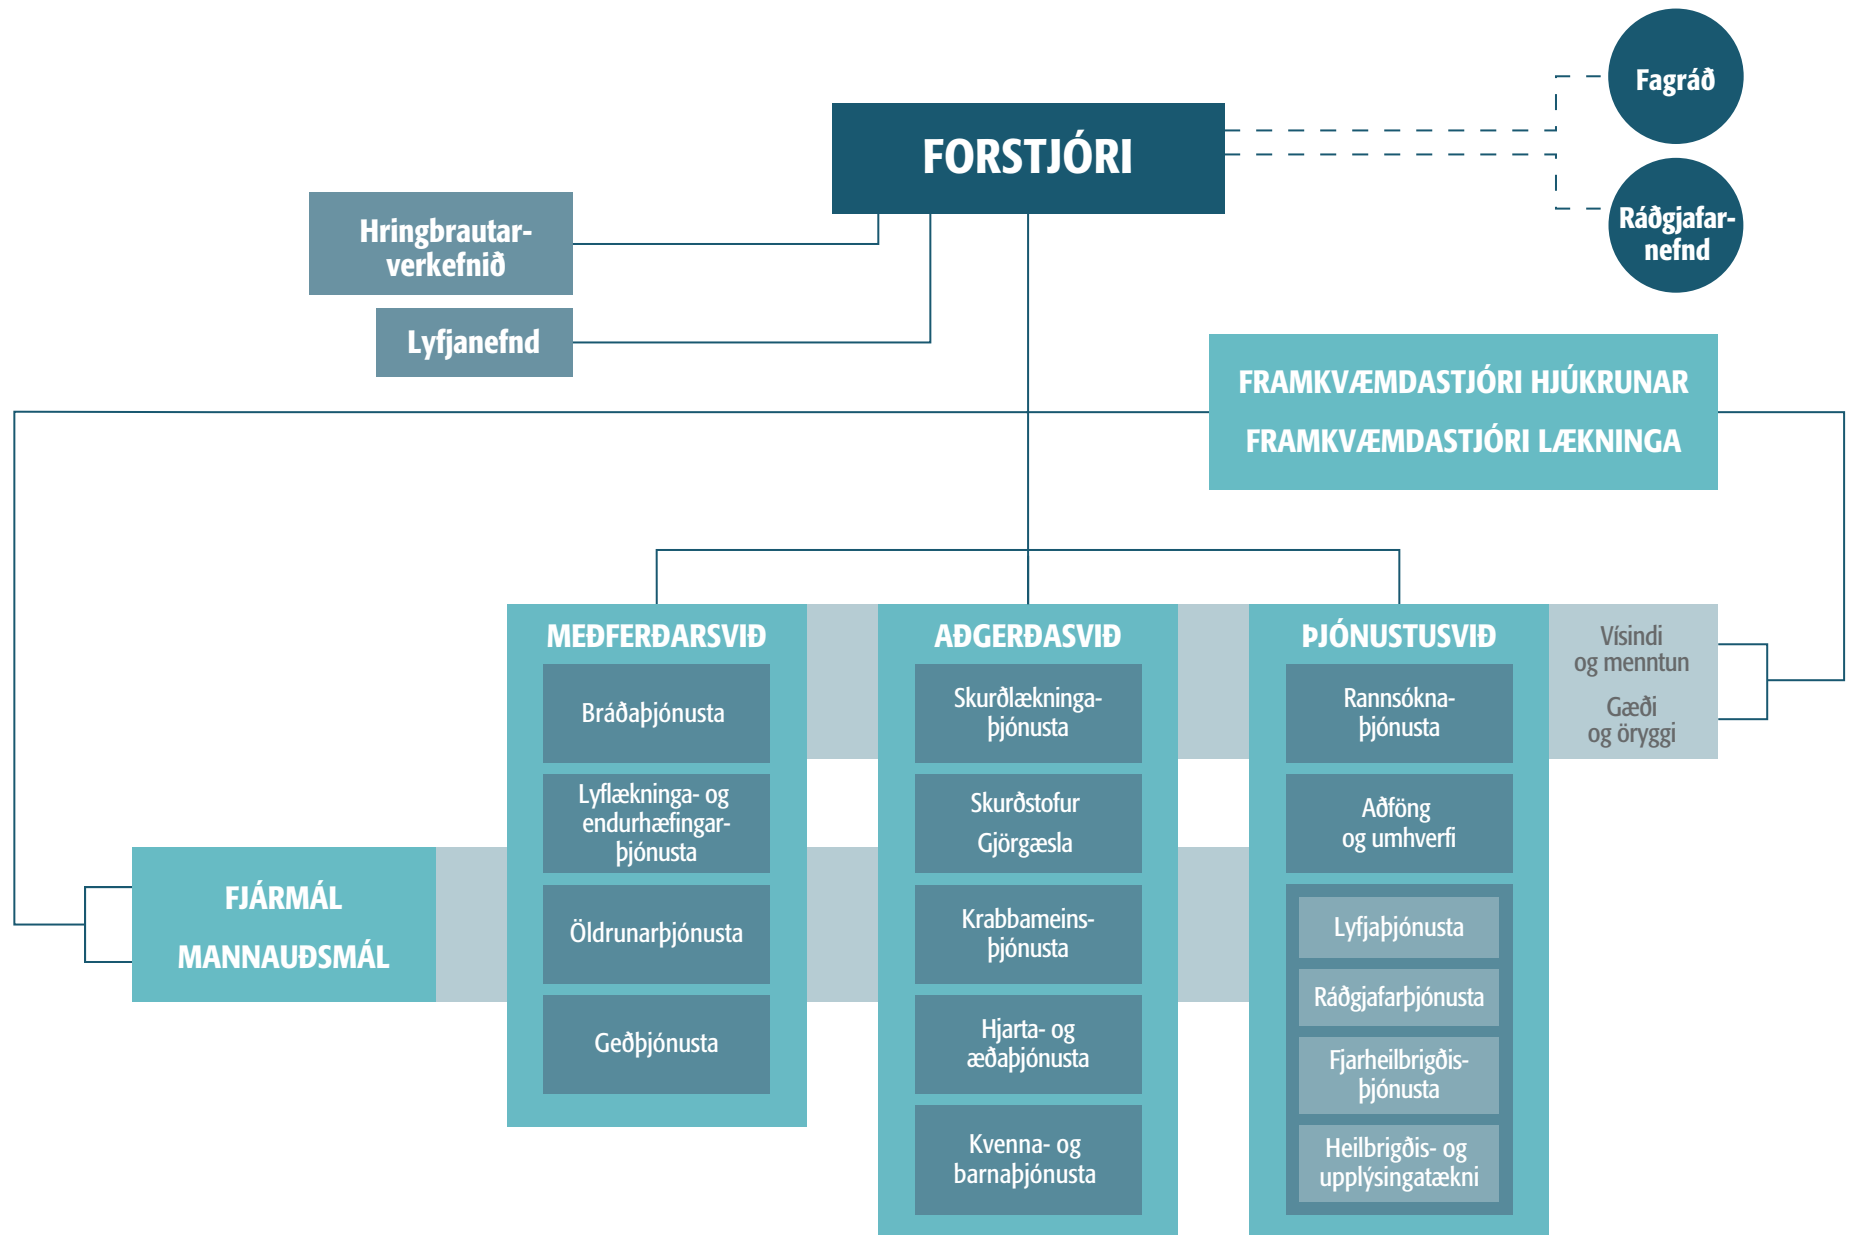 Fagráð
FORSTJÓRI
Ráðgjafar-
nefnd
Hringbrautar-
verkefnið
Lyfjanefnd
FRAMKVÆMDASTJÓRI HJÚKRUNAR
FRAMKVÆMDASTJÓRI LÆKNINGA
MEÐFERÐARSVIÐ
Bráðaþjónusta
Lyflækninga- og
endurhæfingar-
þjónusta
Öldrunarþjónusta
Geðþjónusta
AÐGERÐASVIÐ
Skurðlækninga-
þjónusta
Skurðstofur
Gjörgæsla
Krabbameins-
þjónusta
Hjarta- og
æðaþjónusta
Kvenna- og
barnaþjónusta
ÞJÓNUSTUSVIÐ
Rannsókna-
þjónusta
Aðföng
og umhverfi
Lyfjaþjónusta
Ráðgjafarþjónusta
Fjarheilbrigðis-
þjónusta
Heilbrigðis- og
upplýsingatækni
Vísindi
og menntun
Gæði
og öryggi
FJÁRMÁL
MANNAUÐSMÁL